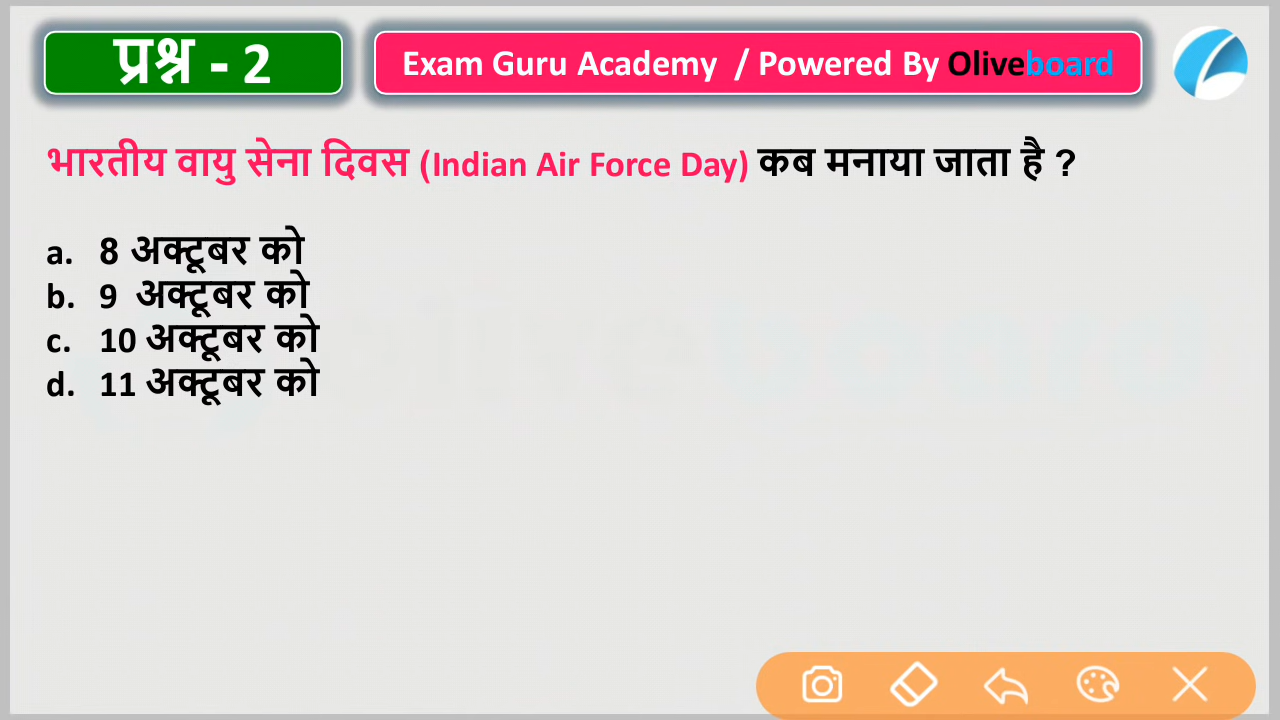 प्रश्न - 2
Exam Guru Academy / Powered By Oliveboard
भारतीय वायु सेना दिवस (Indian Air Force Day) कब मनाया जाता है ?
a. 8 अक्टूबर को
b. 9 अक्टूबर को
c. 10 अक्टूबर को
d. 11 अक्टूबर को